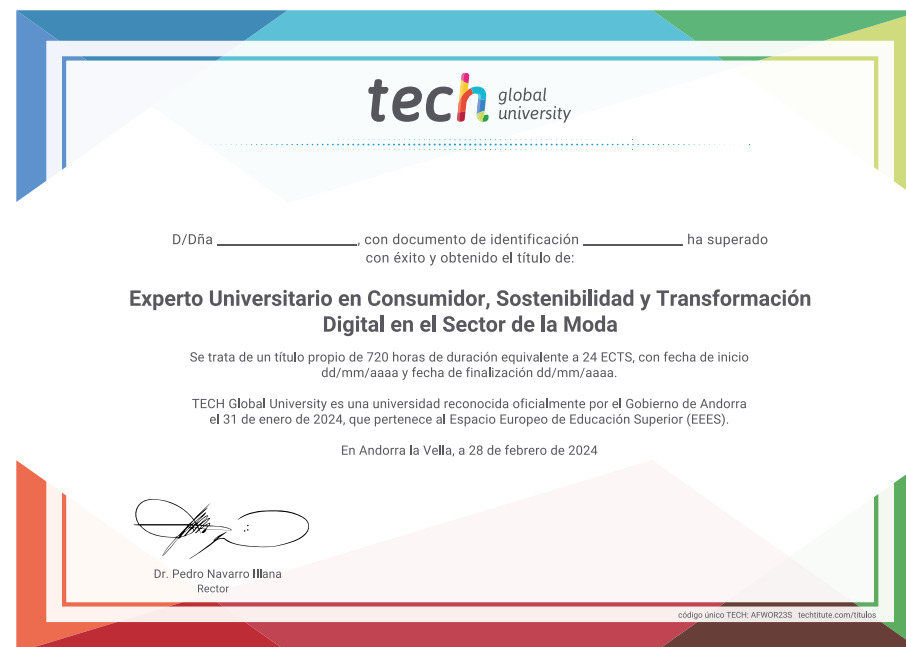 tech global university
D/Dña ______________, con documento de identificación __________ ha superado
con éxito y obtenido el título de:
Experto Universitario en Consumidor, Sostenibilidad y Transformación
Digital en el Sector de la Moda
Se trata de un título propio de 720 horas de duración equivalente a 24 ECTS, con fecha de inicio
dd/mm/aaaa y fecha de finalización dd/mm/aaaa.
TECH Global University es una universidad reconocida oficialmente por el Gobierno de Andorra
el 31 de enero de 2024, que pertenece al Espacio Europeo de Educación Superior (EEES).
En Andorra la Vella, a 28 de febrero de 2024
Dr. Pedro Navarro Illana
Rector
código único TECH: AFWOR23S techtitute.com/titulos